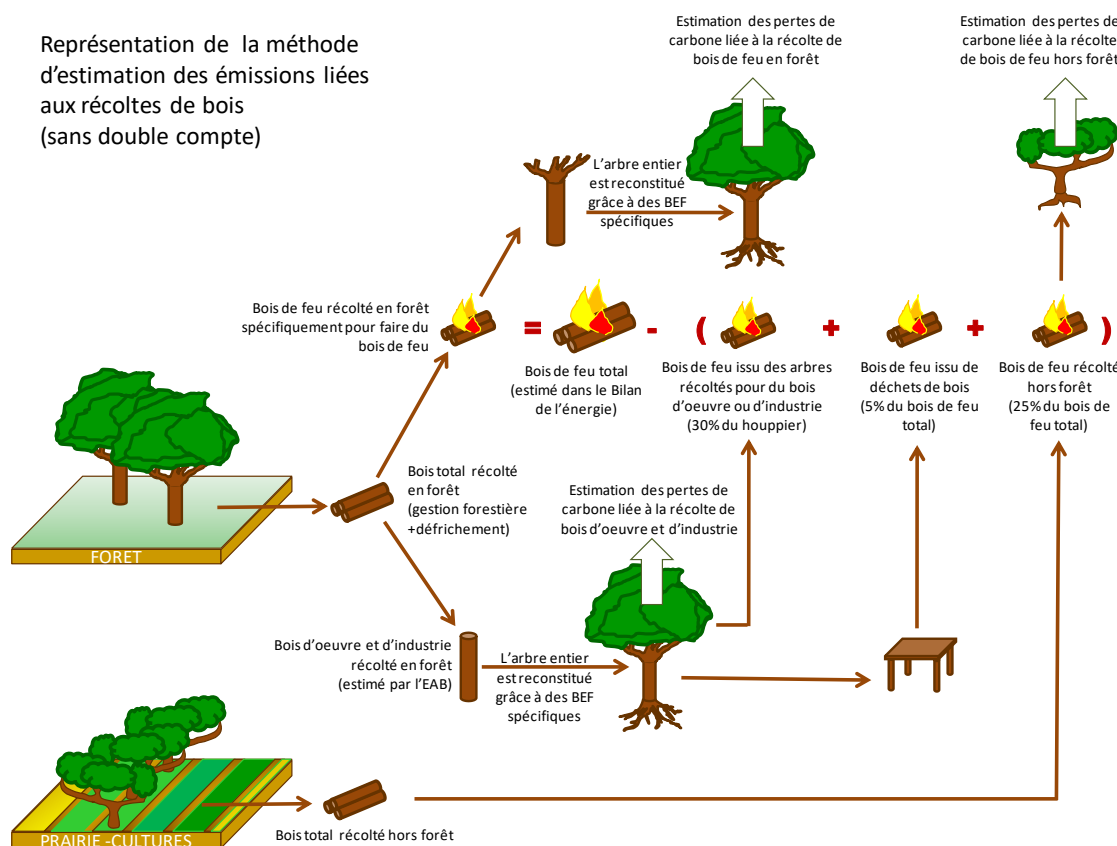 Représentation de la méthode
d'estimation des émissions liées
aux récoltes de bois
(sans double compte)
Estimation des pertes de
carbone liée à la récolte de
bois de feu en forêt
Estimation des pertes de
carbone liée à la récolte
de bois de feu hors forêt
L'arbre entier
est reconstitué
grâce à des BEF
spécifiques
Bois de feu récolté en forêt
spécifiquement pour faire du
bois de feu
= - ( + + )
Bois de feu total
(estimé dans le Bilan
de l'énergie)
Bois de feu issu des arbres
récoltés pour du bois
d'oeuvre ou d'industrie
(30% du houppier)
Bois de feu issu de
déchets de bois
(5% du bois de feu
total)
Bois de feu récolté
hors forêt
(25% du bois de
feu total)
Bois total récolté
en forêt
(gestion forestière
+défrichement)
Estimation des pertes de
carbone liée à la récolte de
bois d'oeuvre et d'industrie
FORET
Bois d'oeuvre et d'industrie
récolté en forêt
(estimé par l'EAB)
L'arbre entier
est reconstitué
grâce à des BEF
spécifiques
Bois total récolté hors forêt
PRAIRIE -CULTURES